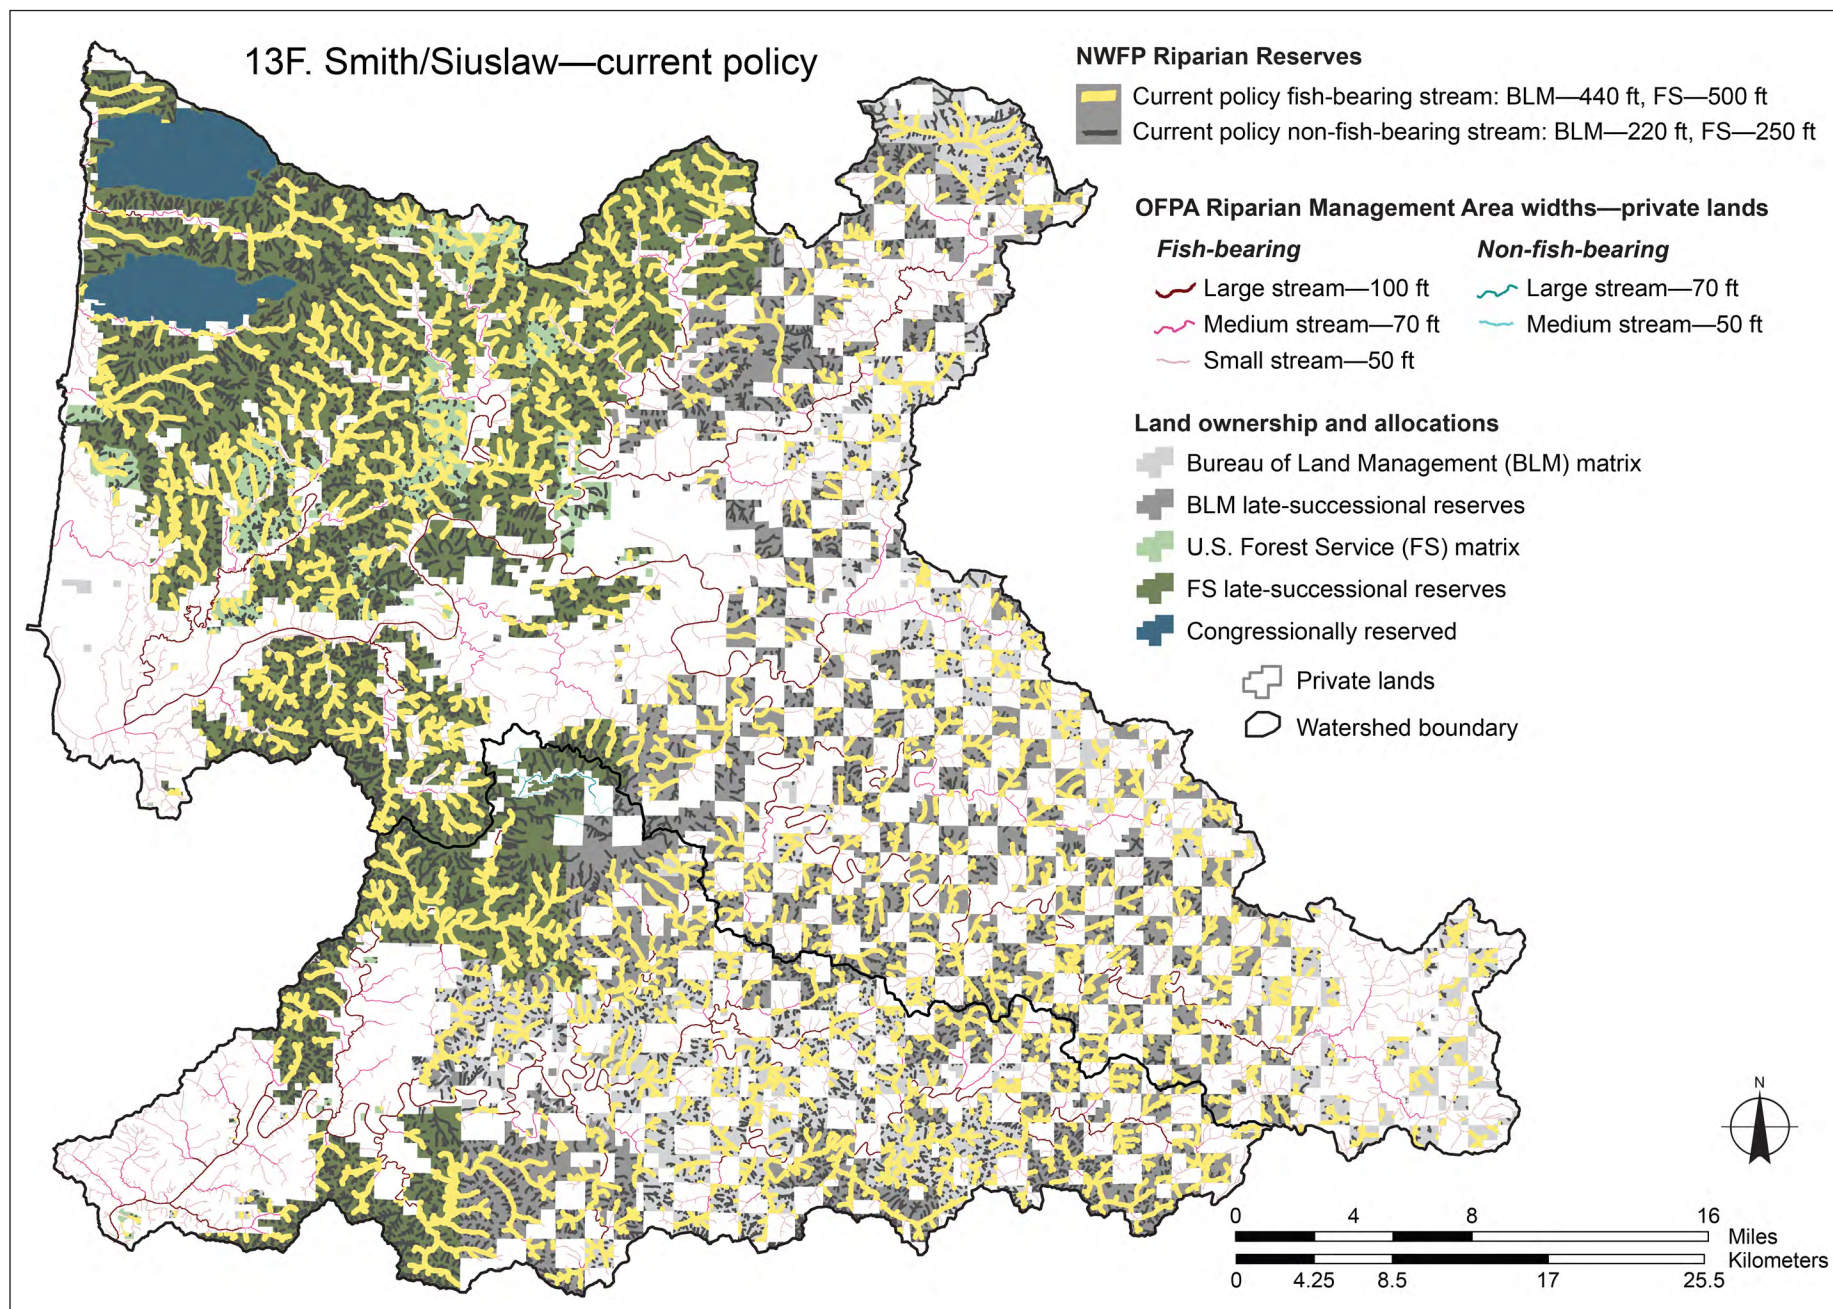 13F. Smith/Siuslaw—current policy
NWFP Riparian Reserves
Current policy fish-bearing stream: BLM—440 ft, FS—500 ft
Current policy non-fish-bearing stream: BLM—220 ft, FS—250 ft
OFPA Riparian Management Area widths—private lands
Fish-bearing Non-fish-bearing
Large stream—100 ft Large stream—70 ft
Medium stream—70 ft Medium stream—50 ft
Small stream—50 ft
Land ownership and allocations
Bureau of Land Management (BLM) matrix
BLM late-successional reserves
U.S. Forest Service (FS) matrix
FS late-successional reserves
Congressionally reserved
Private lands
Watershed boundary
N
0 4 8 16
Miles
Kilometers
0 4.25 8.5 17 25.5